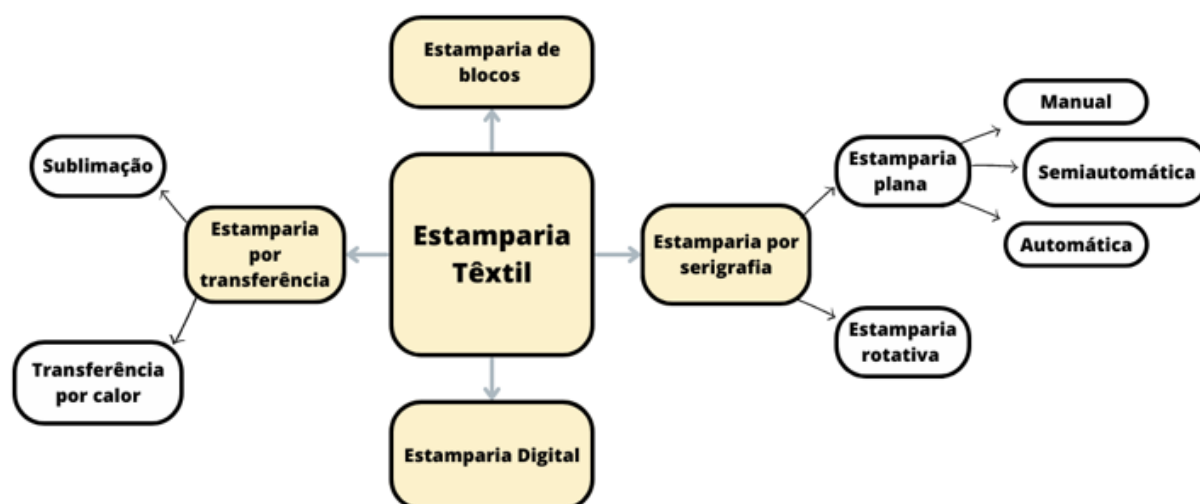 Estamparia de
blocos
Manual
Sublimação
Estamparia
plana
Semiautomática
Estamparia
por
transferência
Estamparia
Têxtil
Estamparia por
serigrafia
Automática
Estamparia
rotativa
Transferência
por calor
Estamparia Digital